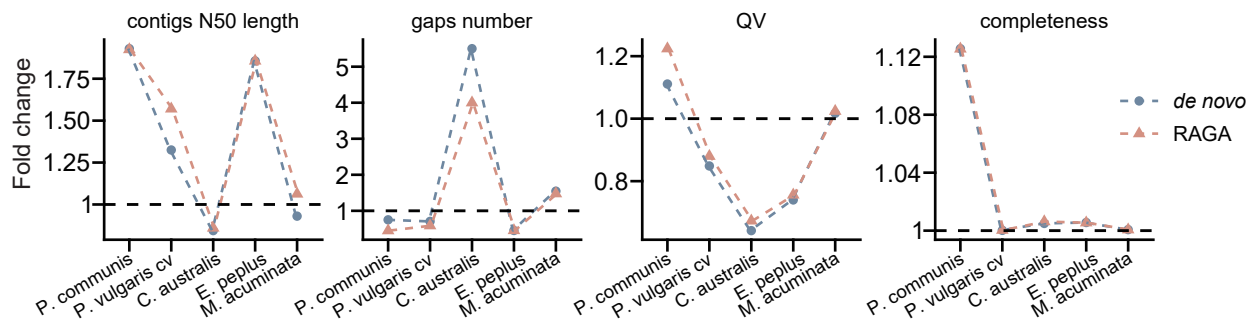 contigs N50 length
gaps number
QV
completeness
Fold change
1.75
1.50
1.25
1
5
4
3
2
1
1.2
1.0
0.8
1.12
1.08
1.04
1
de novo
RAGA
P. communis
P. vulgaris cv
C. australis
E. peplus
M. acuminata
P. communis
P. vulgaris cv
C. australis
E. peplus
M. acuminata
P. communis
P. vulgaris cv
C. australis
E. peplus
M. acuminata
P. communis
P. vulgaris cv
C. australis
E. peplus
M. acuminata